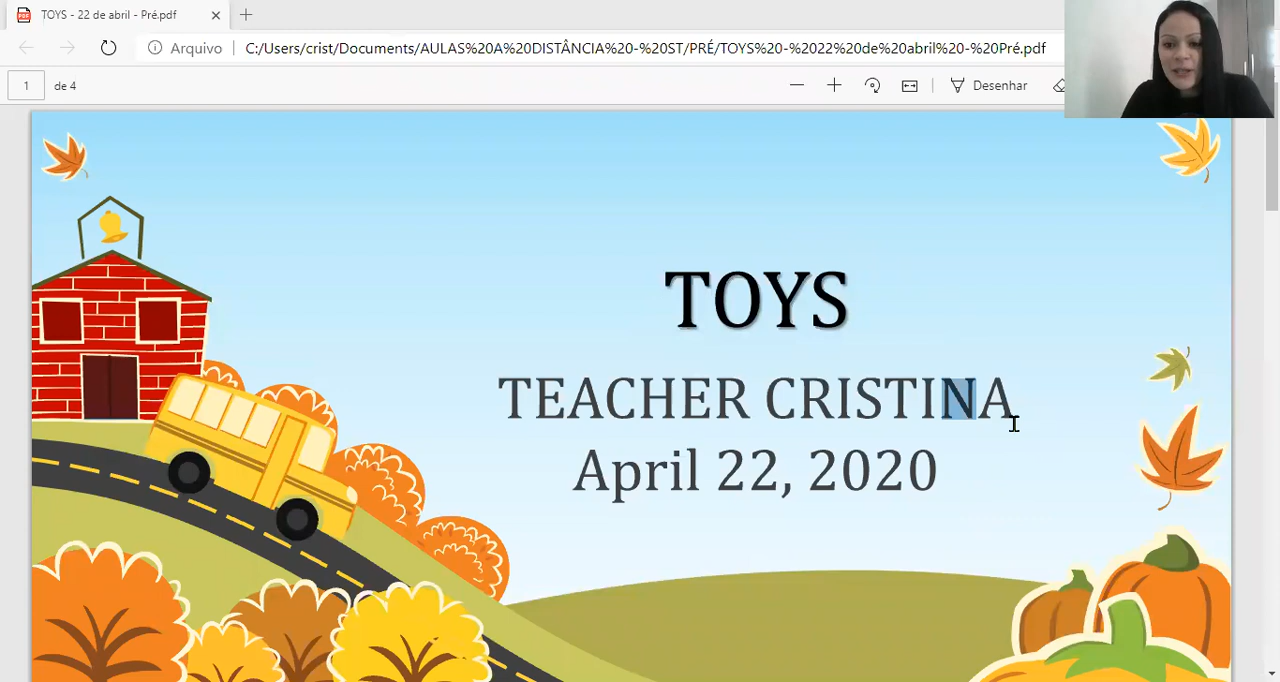 TOYS - 22 de abril - Pré.pdf
Arquivo C:/Users/crist/Documents/AULAS%20A%20DISTÂNCIA%20-%20ST/PRÉ/TOYS%20-%2022%20de%20abril%20-%20Pré.pdf
1 de 4 Desenhar
TOYS
TEACHER CRISTINA
April 22, 2020